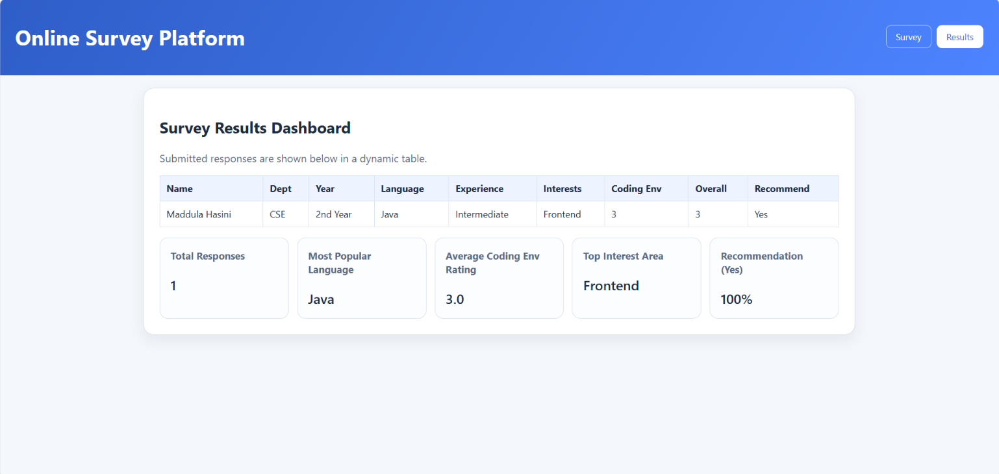 Online Survey Platform
Survey Results
Survey Results Dashboard
Submitted responses are shown below in a dynamic table.
Name Dept Year Language Experience Interests Coding Env Overall Recommend
Maddula Hasini CSE 2nd Year Java Intermediate Frontend 3 3 Yes
Total Responses
1
Most Popular
Language
Java
Average Coding Env
Rating
3.0
Top Interest Area
Frontend
Recommendation
(Yes)
100%